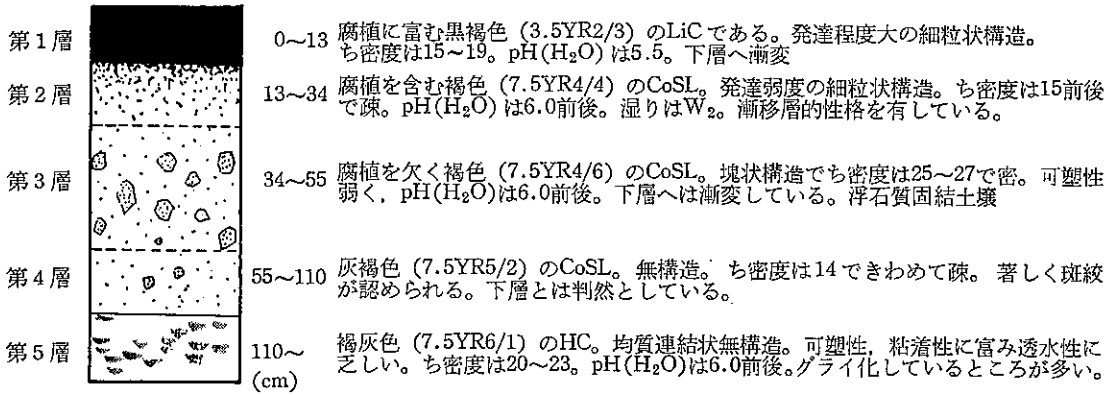 第1層
0～13 腐植に富む黒褐色 (3.5YR2/3) のLiCである。発達程度大の細粒状構造。
ち密度は15～19。pH(H₂O) は5.5。下層へ漸変
第2層
13～34 腐植を含む褐色 (7.5YR4/4) のCoSL。発達弱度の細粒状構造。ち密度は15前後
で疎。pH(H₂O) は6.0前後。湿りはW₂。漸移層的性格を有している。
第3層
34～55 腐植を欠く褐色 (7.5YR4/6) のCoSL。塊状構造でち密度は25～27で密。可塑性
弱く，pH(H₂O)は6.0前後。下層へは漸変している。浮石質固結土壌
第4層
55～110 灰褐色 (7.5YR5/2) のCoSL。無構造。ち密度は14できわめて疎。著しく斑紋
が認められる。下層とは判然としている。
第5層
110～ 褐灰色 (7.5YR6/1) のHC。均質連結状無構造。可塑性，粘着性に富み透水性に
(cm) 乏しい。ち密度は20～23。pH(H₂O)は6.0前後。グライ化しているところが多い。